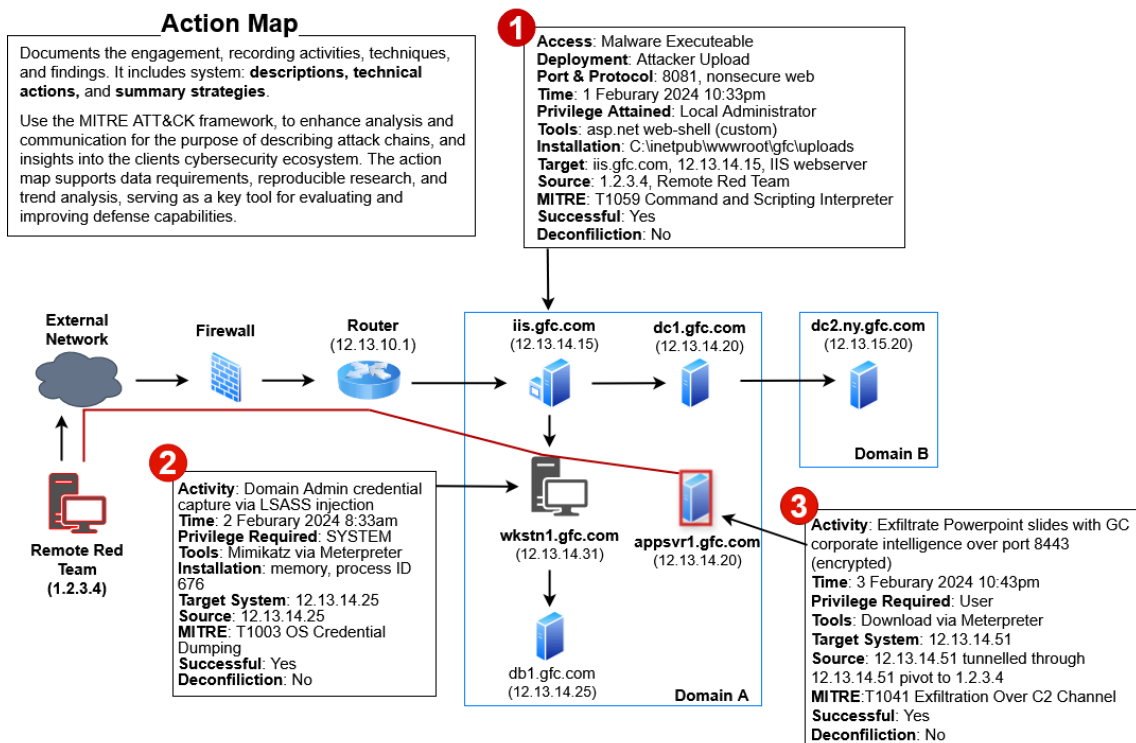 Action Map
Documents the engagement, recording activities, techniques,
and findings. It includes system: descriptions, technical
actions, and summary strategies.
Use the MITRE ATT&CK framework, to enhance analysis and
communication for the purpose of describing attack chains, and
insights into the clients cybersecurity ecosystem. The action
map supports data requirements, reproducible research, and
trend analysis, serving as a key tool for evaluating and
improving defense capabilities.
1
Access: Malware Executeable
Deployment: Attacker Upload
Port & Protocol: 8081, nonsecure web
Time: 1 Feburary 2024 10:33pm
Privilege Attained: Local Administrator
Tools: asp.net web-shell (custom)
Installation: C:\inetpub\wwwroot\gfc\uploads
Target: iis.gfc.com, 12.13.14.15, IIS webserver
Source: 1.2.3.4, Remote Red Team
MITRE: T1059 Command and Scripting Interpreter
Successful: Yes
Deconfiliction: No
External
Network
Firewall
Router
(12.13.10.1)
iis.gfc.com
(12.13.14.15)
dc1.gfc.com
(12.13.14.20)
dc2.ny.gfc.com
(12.13.15.20)
Domain B
Remote Red
Team
(1.2.3.4)
2
Activity: Domain Admin credential
capture via LSASS injection
Time: 2 Feburary 2024 8:33am
Privilege Required: SYSTEM
Tools: Mimikatz via Meterpreter
Installation: memory, process ID
676
Target System: 12.13.14.25
Source: 12.13.14.25
MITRE: T1003 OS Credential
Dumping
Successful: Yes
Deconfiliction: No
wkstn1.gfc.com
(12.13.14.31)
appsvr1.gfc.com
(12.13.14.20)
db1.gfc.com
(12.13.14.25)
Domain A
3
Activity: Exfiltrate Powerpoint slides with GC
corporate intelligence over port 8443
(encrypted)
Time: 3 Feburary 2024 10:43pm
Privilege Required: User
Tools: Download via Meterpreter
Target System: 12.13.14.51
Source: 12.13.14.51 tunnelled through
12.13.14.51 pivot to 1.2.3.4
MITRE:T1041 Exfiltration Over C2 Channel
Successful: Yes
Deconfiliction: No